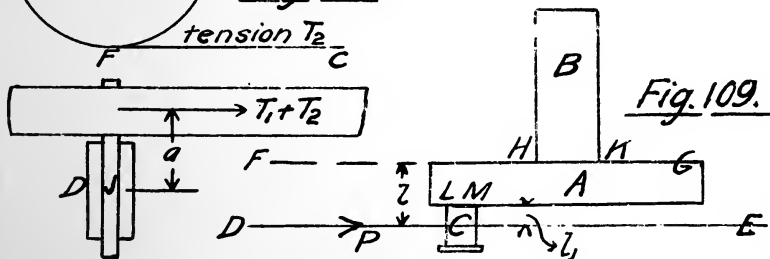 tension T₂
F
C
T₁+T₂
a
D
J
Fig. 109.
B
H
K
F
G
l
L M
A
D
P
C
E
l₁